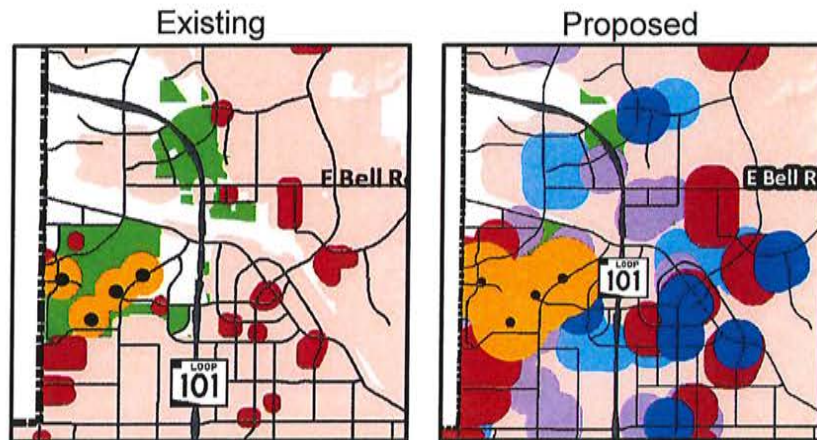 Existing
Proposed
E Bell R
E Bell R
LOOP
101
LOOP
101